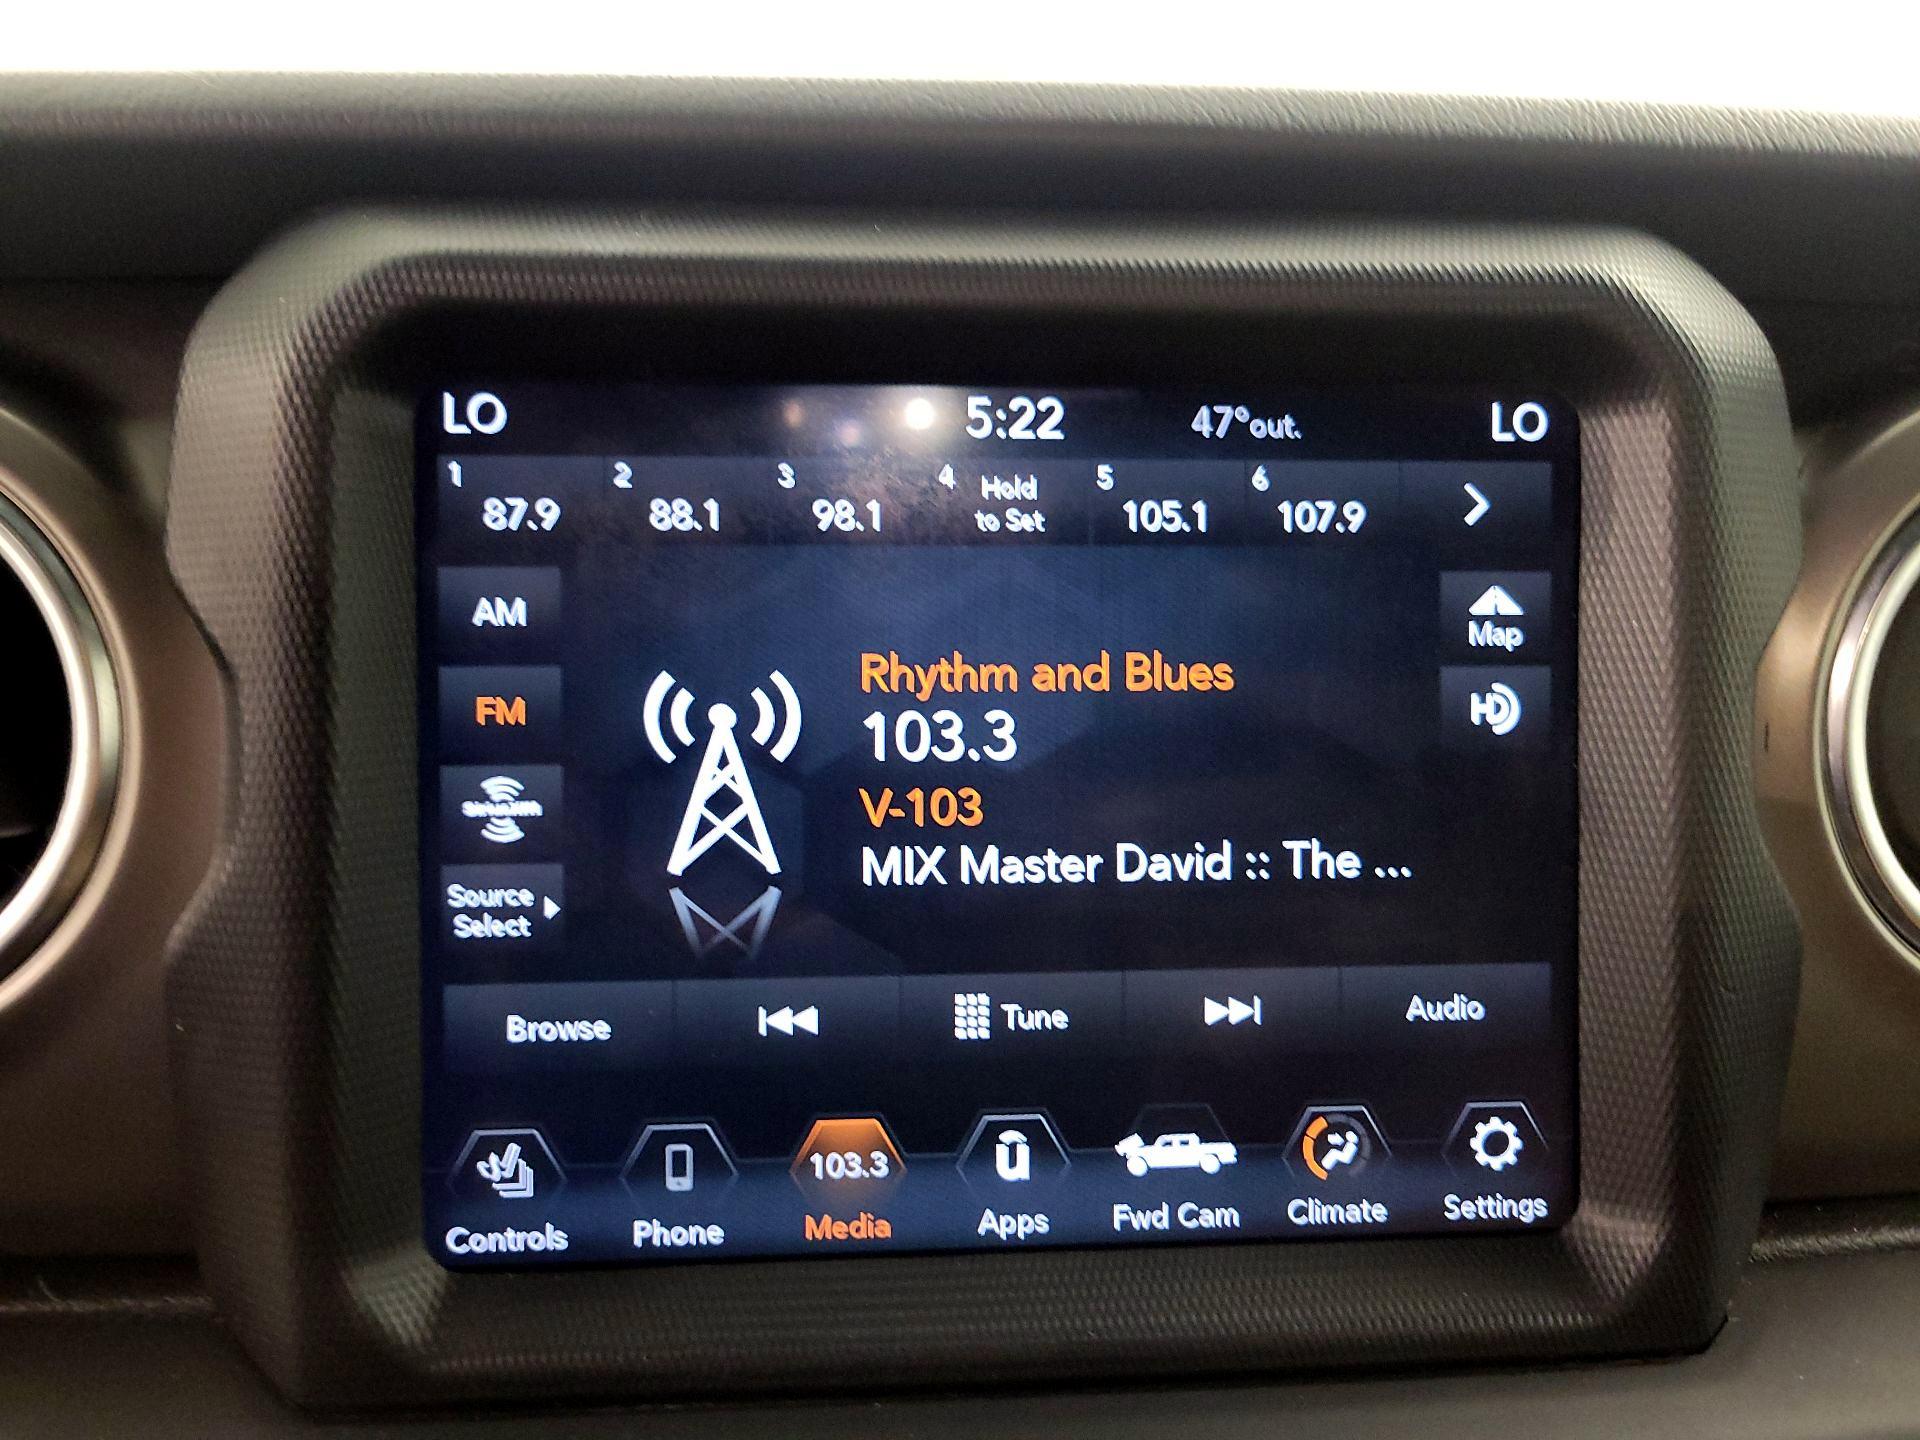 LO 5:22 47°out. LO
1 87.9 2 88.1 3 98.1 4 Hold to Set 5 105.1 6 107.9
AM
Map
FM
HD
SiriusXM
Rhythm and Blues
103.3
V-103
MIX Master David :: The ...
Source
Select
Browse Tune Audio
103.3
Controls Phone Media Apps Fwd Cam Climate Settings